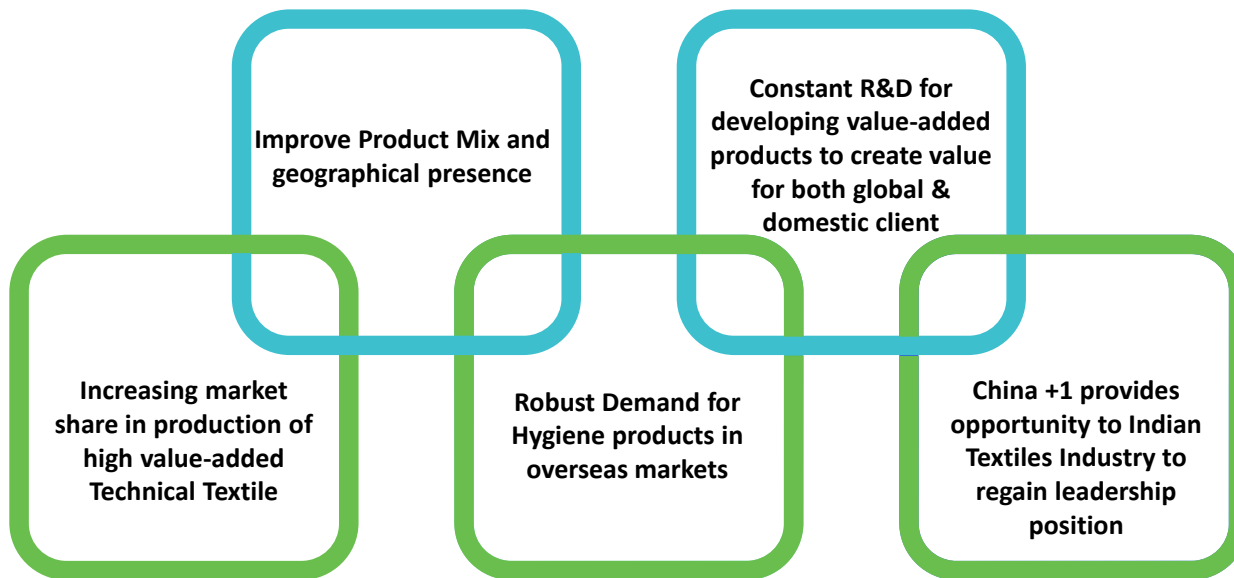 Improve Product Mix and
geographical presence
Constant R&D for
developing value-added
products to create value
for both global &
domestic client
Increasing market
share in production of
high value-added
Technical Textile
Robust Demand for
Hygiene products in
overseas markets
China +1 provides
opportunity to Indian
Textiles Industry to
regain leadership
position